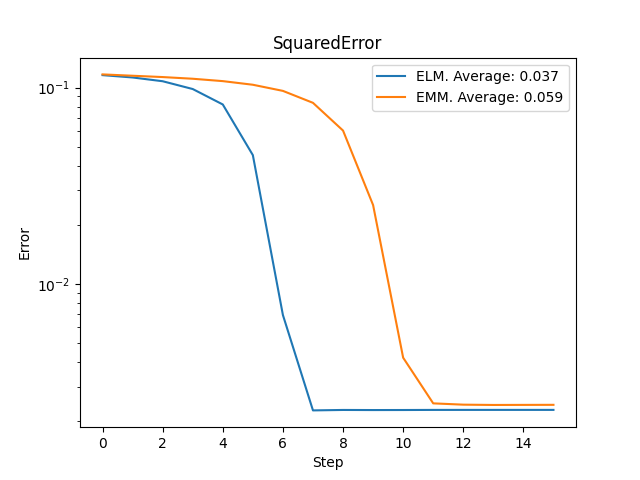 SquaredError
ELM. Average: 0.037
EMM. Average: 0.059
Error
10⁻¹
10⁻²
0 2 4 6 8 10 12 14
Step